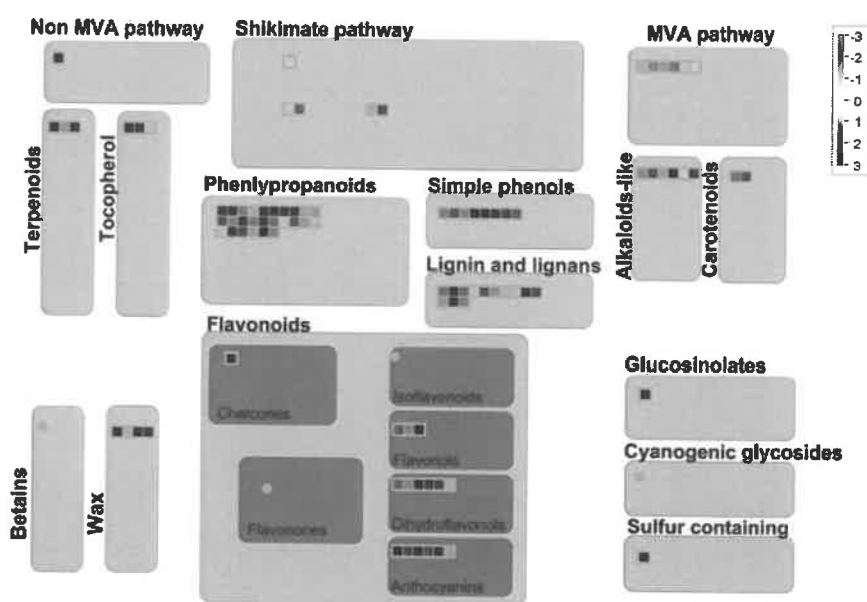 Non MVA pathway
Shikimate pathway
MVA pathway
-3
-2
-1
0
1
2
3
Terpenoids
Tocopherol
Phenlypropanoids
Simple phenols
Lignin and lignans
Alkaloids-like
Carotenoids
Flavonoids
Chalcones
Isoflavonoids
Flavonols
Flavonones
Dihydroflavonols
Anthocyanins
Betains
Wax
Glucosinolates
Cyanogenic glycosides
Sulfur containing